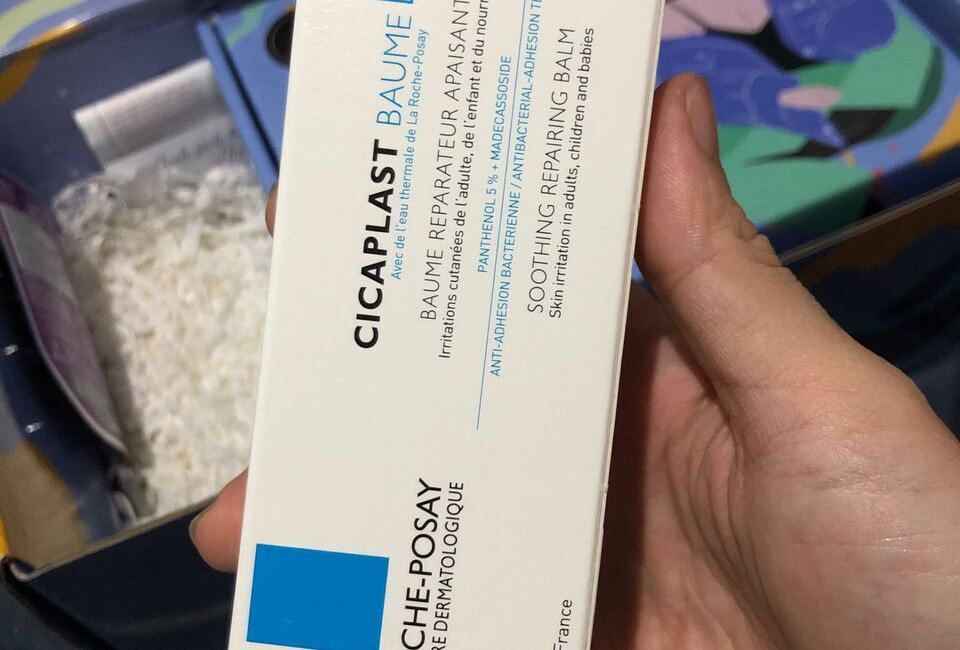 CICAPLAST BAUME
Avec de l'eau thermale de La Roche-Posay
BAUME REPARATEUR APAISANT
Irritations cutanées de l'adulte, de l'enfant et du
PANTHENOL 5 % + MADECASSOSIDE
ANTI-ADHESION BACTERIENNE / ANTIBACTERIAL-ADHESION
SOOTHING REPAIRING BALM
Skin irritation in adults, children and babies
CHE-POSAY
RE DERMATOLOGIQUE
France